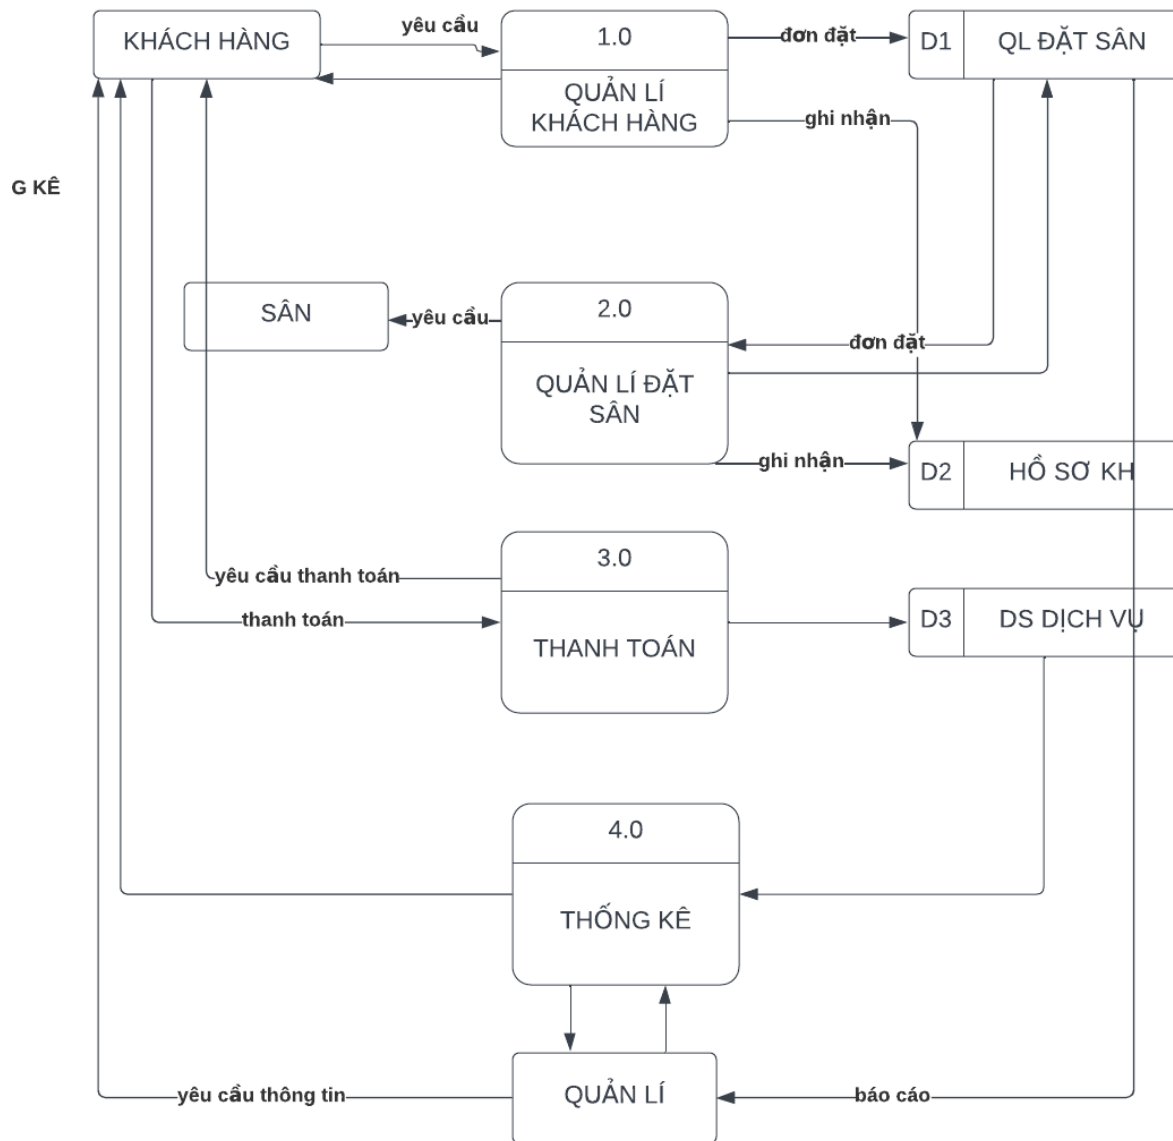 KHÁCH HÀNG
yêu cầu
1.0
QUẢN LÍ
KHÁCH HÀNG
đơn đặt
D1
QL ĐẶT SÂN
ghi nhận
G KÊ
SÂN
yêu cầu
2.0
QUẢN LÍ ĐẶT
SÂN
đơn đặt
ghi nhận
D2
HỒ SƠ KH
yêu cầu thanh toán
thanh toán
3.0
THANH TOÁN
D3
DS DỊCH VỤ
4.0
THỐNG KÊ
yêu cầu thông tin
QUẢN LÍ
báo cáo